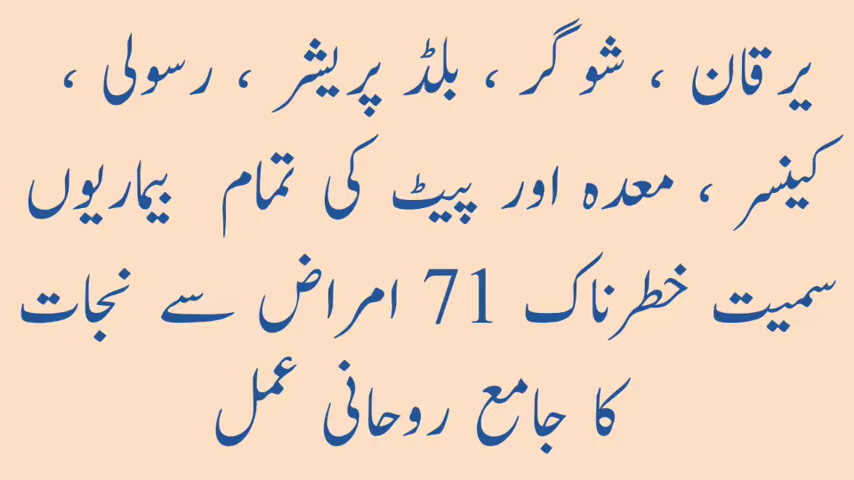 یرقان ، شوگر ، بلڈ پریشر ، رسولی ،
کینسر ، معدہ اور پیٹ کی تمام بیماریوں
سمیت خطرناک 71 امراض سے نجات
کا جامع روحانی عمل